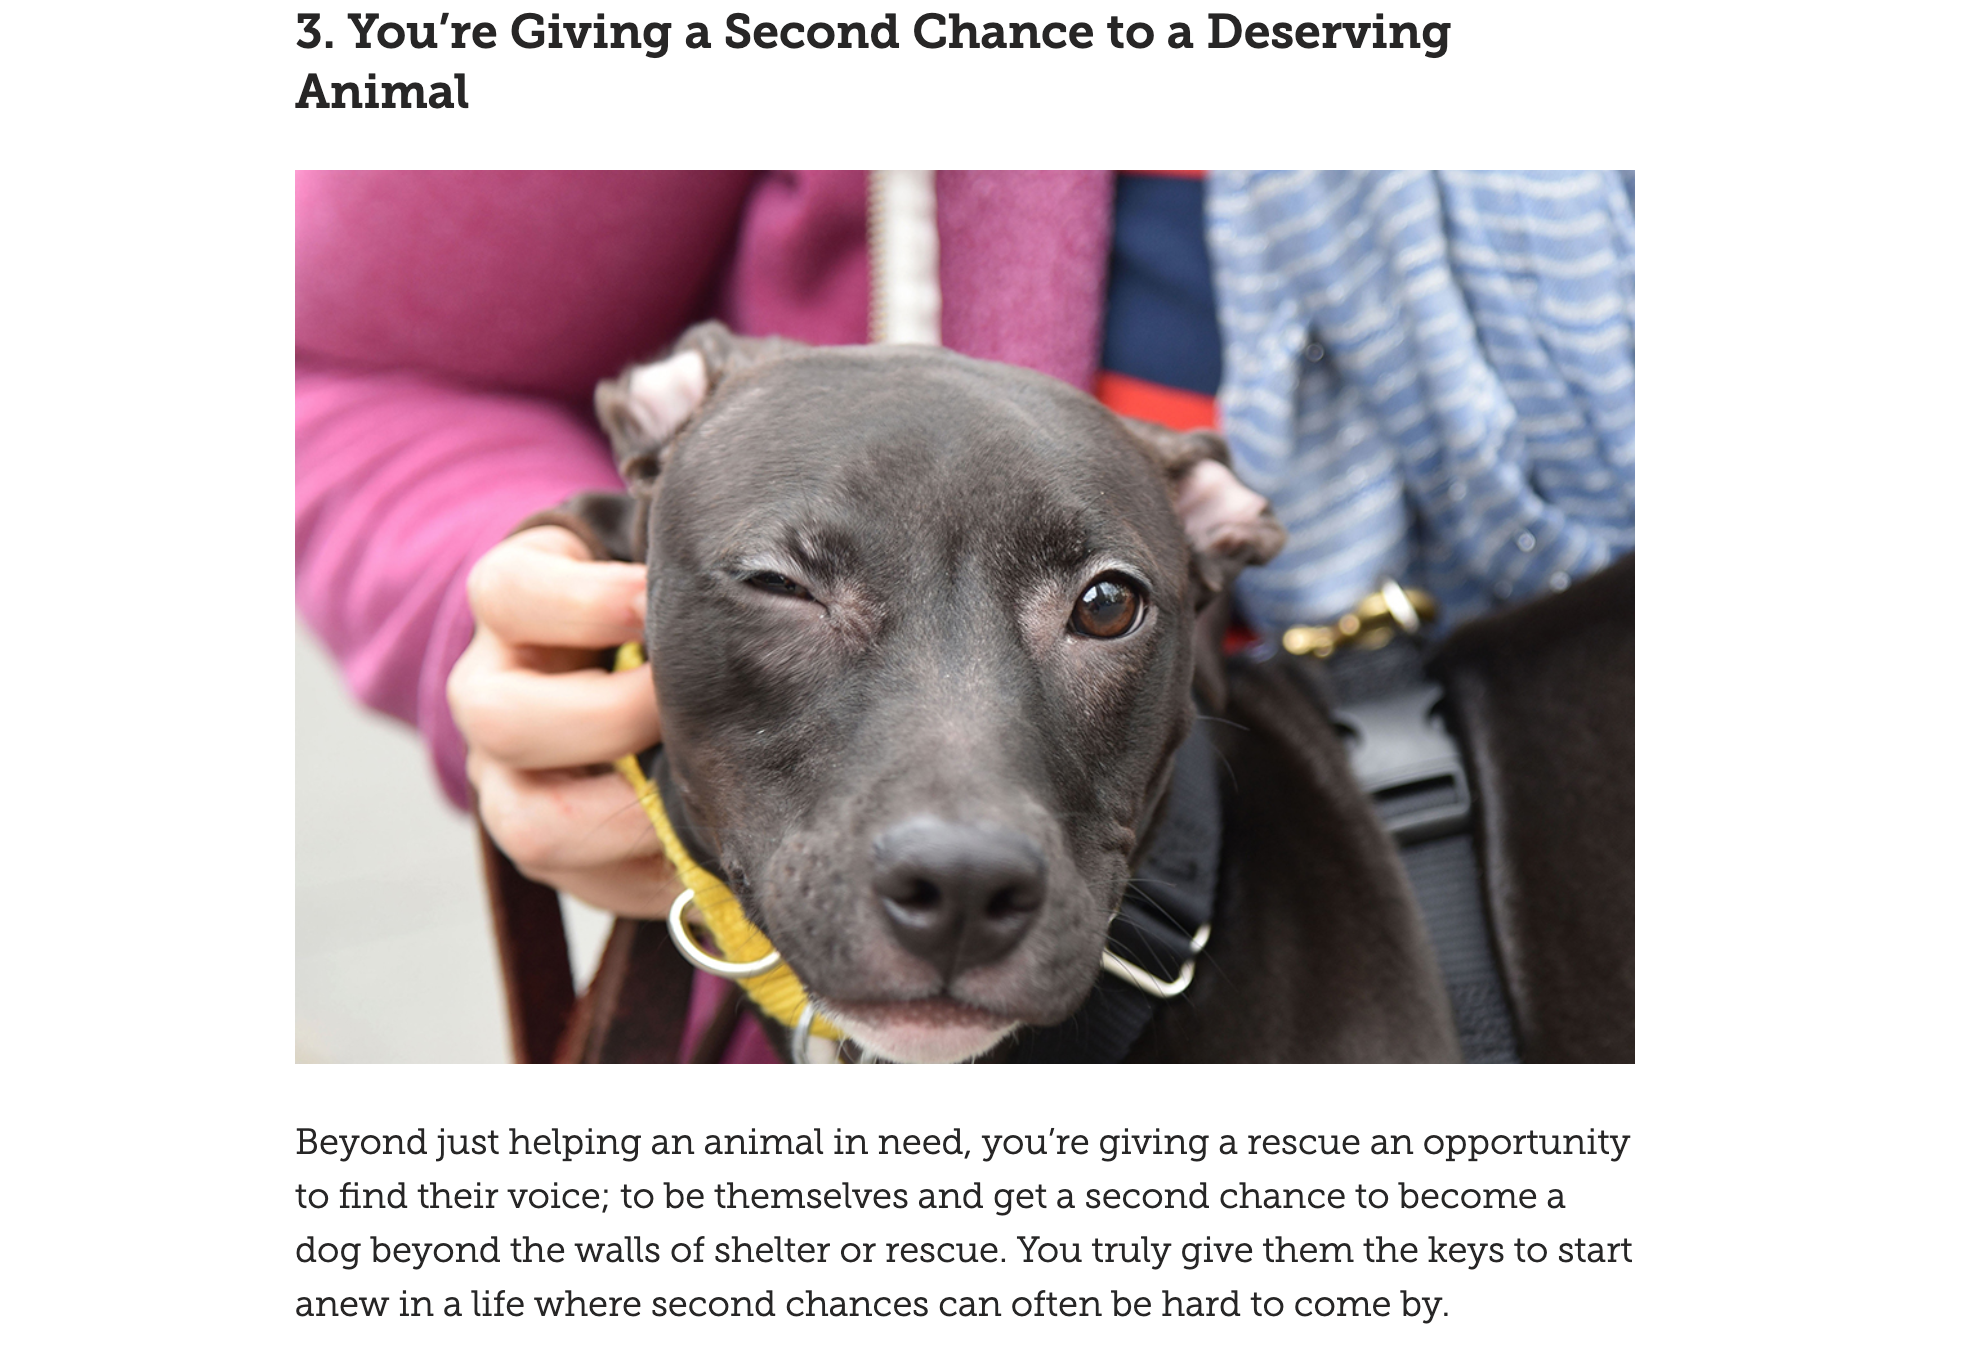 3. You’re Giving a Second Chance to a Deserving
Animal
Beyond just helping an animal in need, you’re giving a rescue an opportunity
to find their voice; to be themselves and get a second chance to become a
dog beyond the walls of shelter or rescue. You truly give them the keys to start
anew in a life where second chances can often be hard to come by.